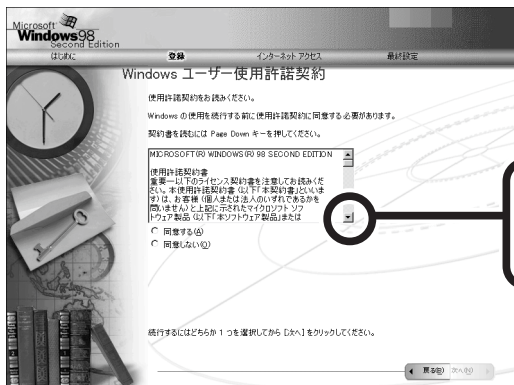 Microsoft
Windows98
Second Edition
はじめに 登録 インターネット アクセス 最終設定
Windows ユーザー使用許諾契約
使用許諾契約をお読みください。
Windows の使用を続行する前に使用許諾契約に同意する必要があります。
契約書を読むには Page Down キーを押してください。
MICROSOFT(R) WINDOWS(R) 98 SECOND EDITION
使用許諾契約書
重要－以下のライセンス契約書を注意してお読みくだ
さい。本使用許諾契約書（以下「本契約書」といいま
す）は、お客様（個人または法人のいずれであるかを
問いません）と上記に示されたマイクロソフト ソフ
トウェア製品（以下「本ソフトウェア製品」または
同意する(A)
同意しない(O)
続行するにはどちらか 1 つを選択してから [次へ] をクリックしてください。
戻る(B) 次へ(N)